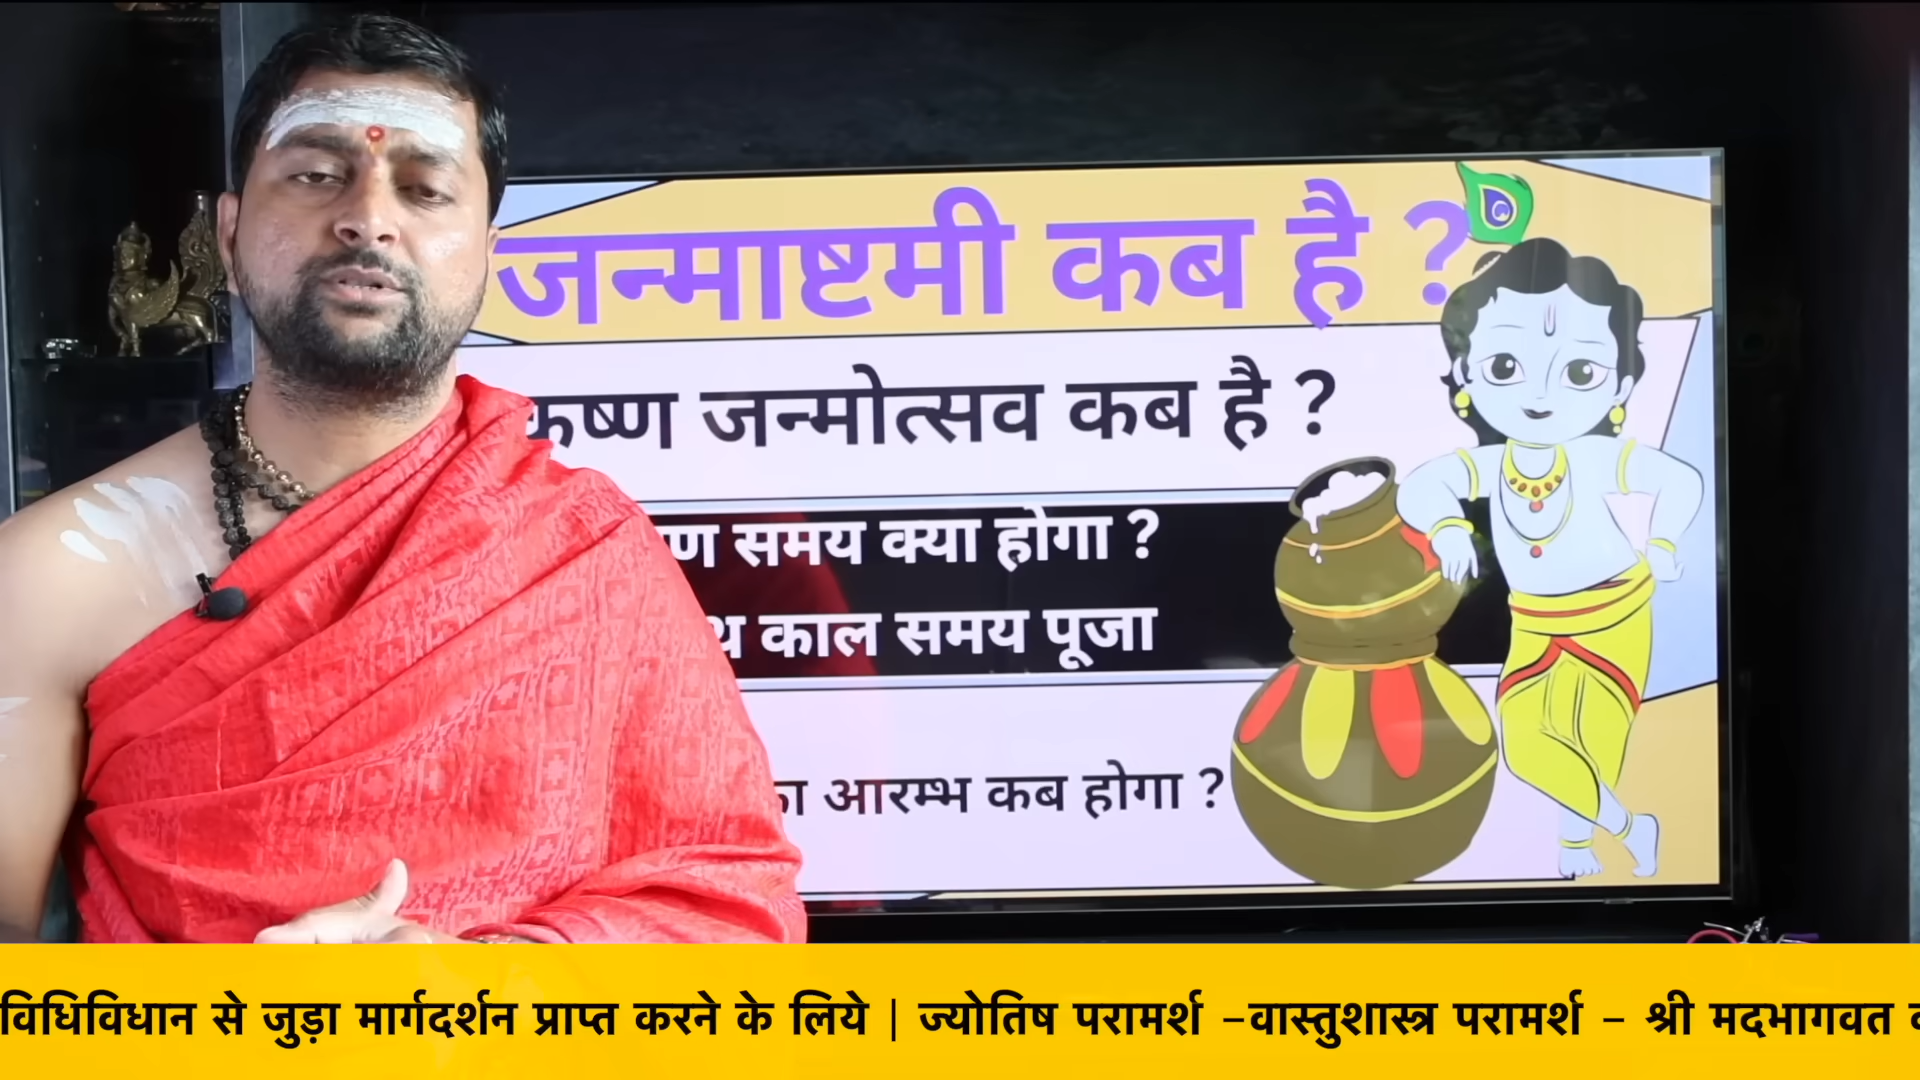 जन्माष्टमी कब है ?
कृष्ण जन्मोत्सव कब है ?
समय क्या होगा ?
काल समय पूजा
आरम्भ कब होगा ?
विधिविधान से जुड़ा मार्गदर्शन प्राप्त करने के लिये | ज्योतिष परामर्श –वास्तुशास्त्र परामर्श – श्री मदभागवत